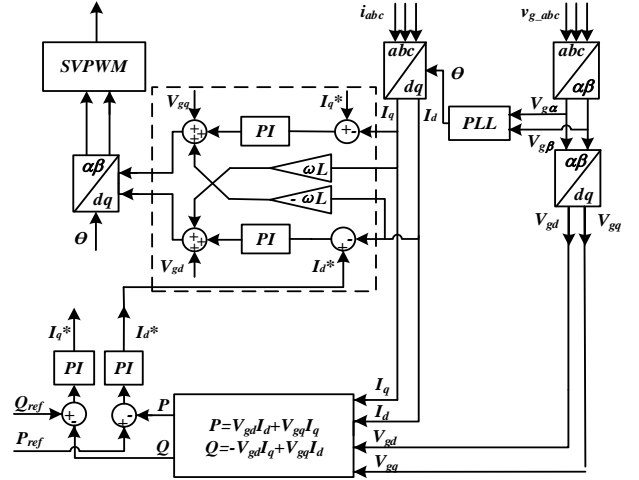 i_abc
v_g_abc
SVPWM
abc
dq
abc
αβ
V_gq
I_q*
I_q
I_d
Θ
PLL
V_gα
V_gβ
PI
αβ
dq
Θ
ωL
- ωL
αβ
dq
PI
V_gd
I_d*
V_gd
V_gq
I_q*
I_d*
PI
PI
Q_ref
P_ref
P
Q
P=V_gdI_d+V_gqI_q
Q=-V_gdI_q+V_gqI_d
I_q
I_d
V_gd
V_gq